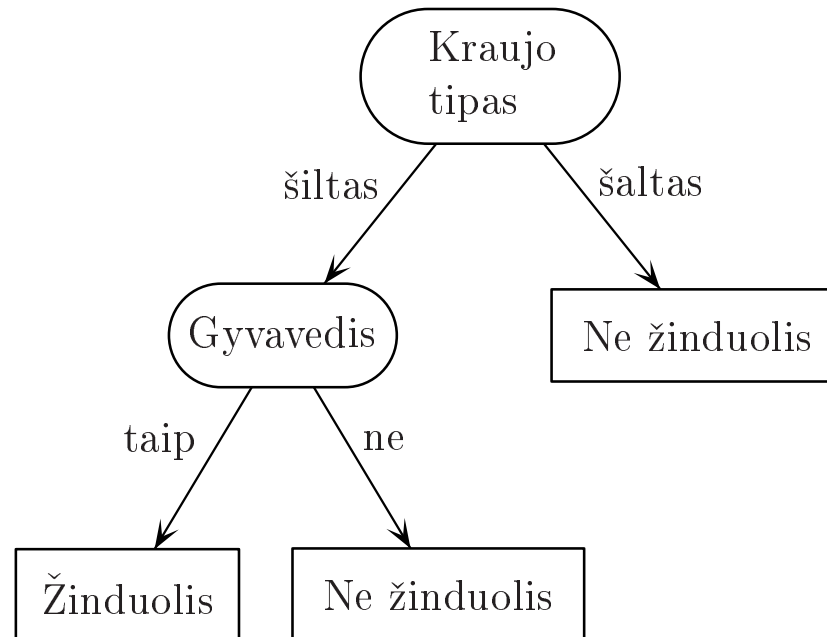 Kraujo
tipas
šiltas
šaltas
Gyvavedis
Ne žinduolis
taip
ne
Žinduolis
Ne žinduolis